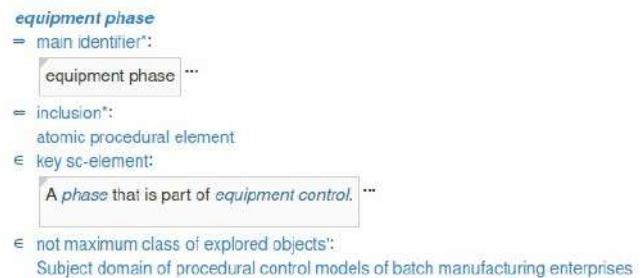 equipment phase
= main identifier*:
equipment phase ...
⇐ inclusion*:
atomic procedural element
∈ key sc-element:
A phase that is part of equipment control. ...
∈ not maximum class of explored objects':
Subject domain of procedural control models of batch manufacturing enterprises